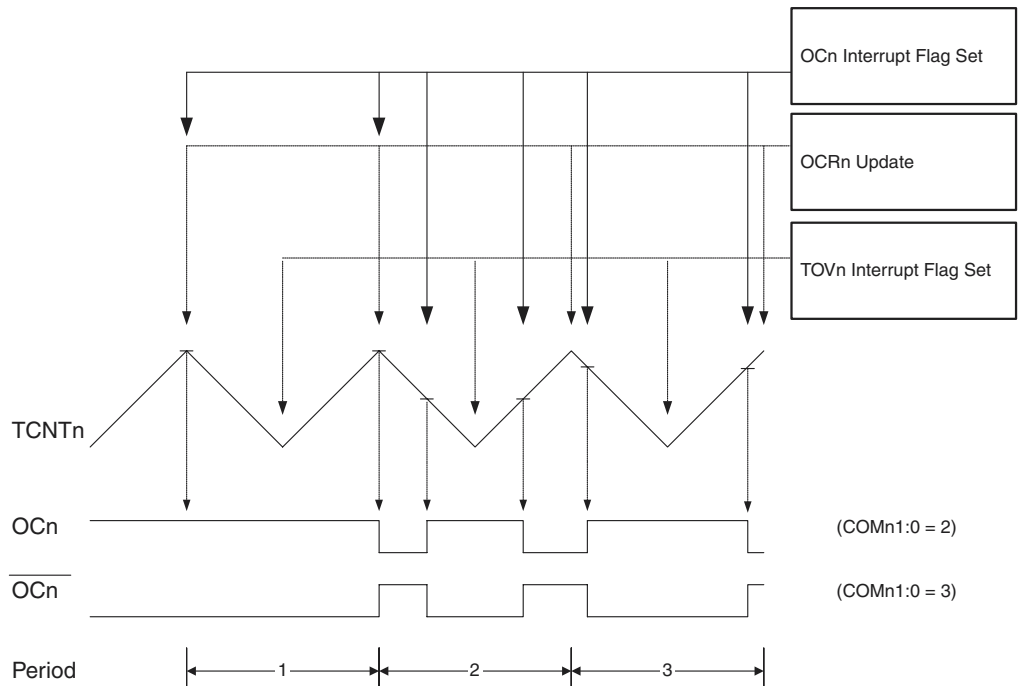 OCn Interrupt Flag Set
OCRn Update
TOVn Interrupt Flag Set
TCNTn
OCn
(COMn1:0 = 2)
OCn
(COMn1:0 = 3)
Period
1
2
3